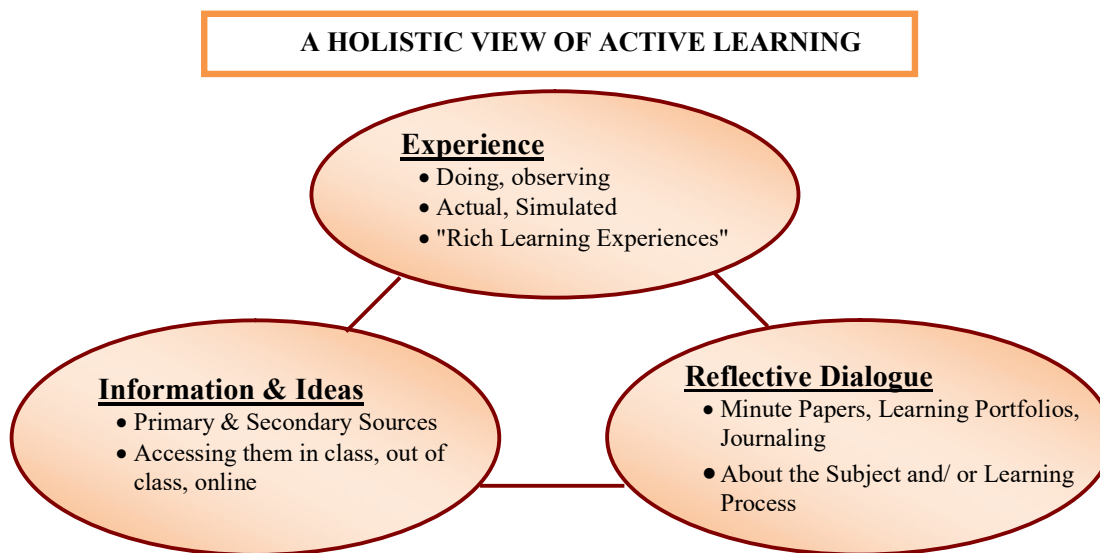 A HOLISTIC VIEW OF ACTIVE LEARNING
Experience
• Doing, observing
• Actual, Simulated
• "Rich Learning Experiences"
Information & Ideas
• Primary & Secondary Sources
• Accessing them in class, out of
class, online
Reflective Dialogue
• Minute Papers, Learning Portfolios,
Journaling
• About the Subject and/ or Learning
Process